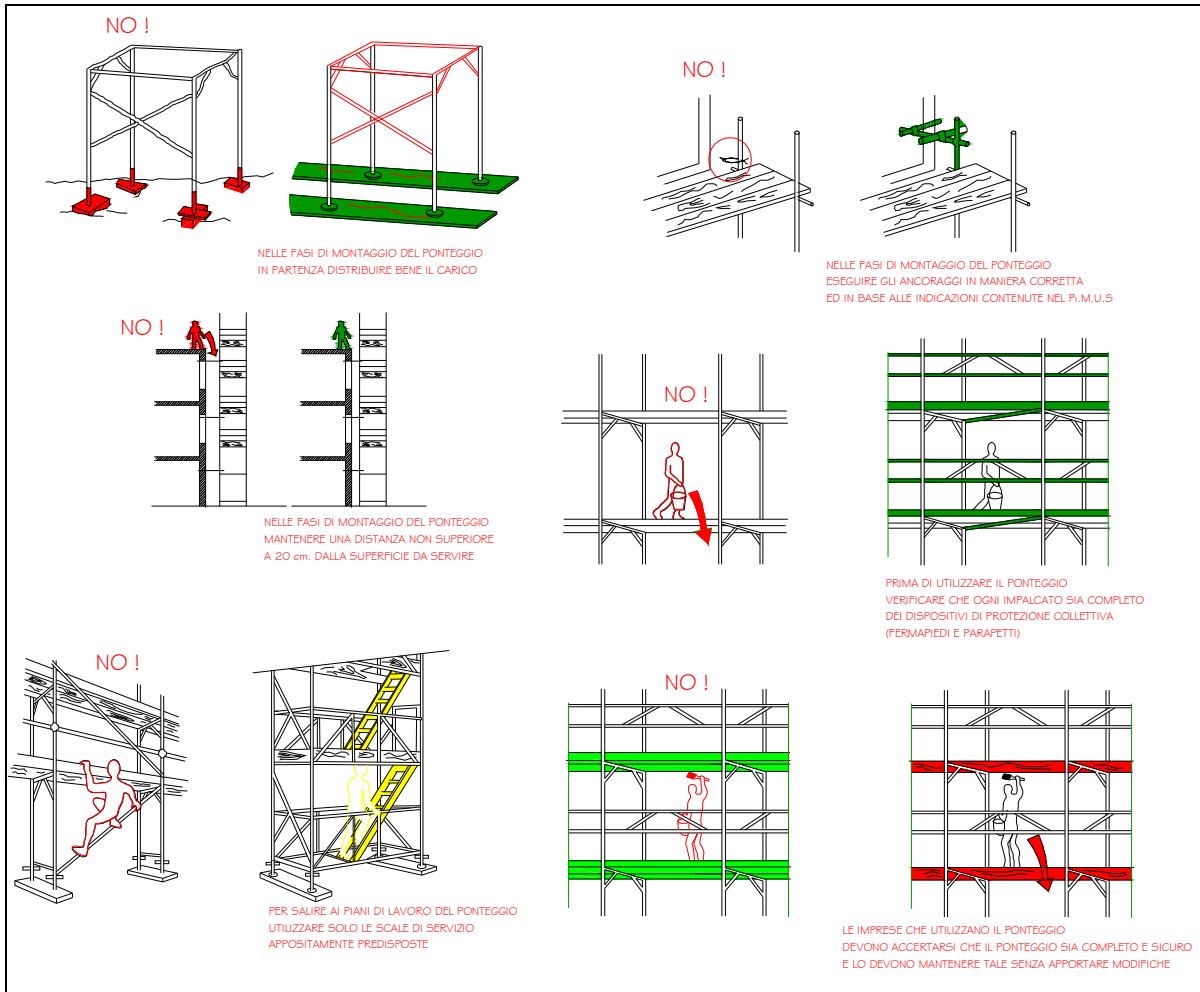 NO !
NELLE FASI DI MONTAGGIO DEL PONTEGGIO
IN PARTENZA DISTRIBUIRE BENE IL CARICO
NO !
NELLE FASI DI MONTAGGIO DEL PONTEGGIO
ESEGUIRE GLI ANCORAGGI IN MANIERA CORRETTA
ED IN BASE ALLE INDICAZIONI CONTENUTE NEL Pi.M.U.S
NO !
NELLE FASI DI MONTAGGIO DEL PONTEGGIO
MANTENERE UNA DISTANZA NON SUPERIORE
A 20 cm. DALLA SUPERFICIE DA SERVIRE
NO !
PRIMA DI UTILIZZARE IL PONTEGGIO
VERIFICARE CHE OGNI IMPALCATO SIA COMPLETO
DEI DISPOSITIVI DI PROTEZIONE COLLETTIVA
(FERMAPIEDI E PARAPETTI)
NO !
PER SALIRE AI PIANI DI LAVORO DEL PONTEGGIO
UTILIZZARE SOLO LE SCALE DI SERVIZIO
APPOSITAMENTE PREDISPOSTE
NO !
LE IMPRESE CHE UTILIZZANO IL PONTEGGIO
DEVONO ACCERTARSI CHE IL PONTEGGIO SIA COMPLETO E SICURO
E LO DEVONO MANTENERE TALE SENZA APPORTARE MODIFICHE